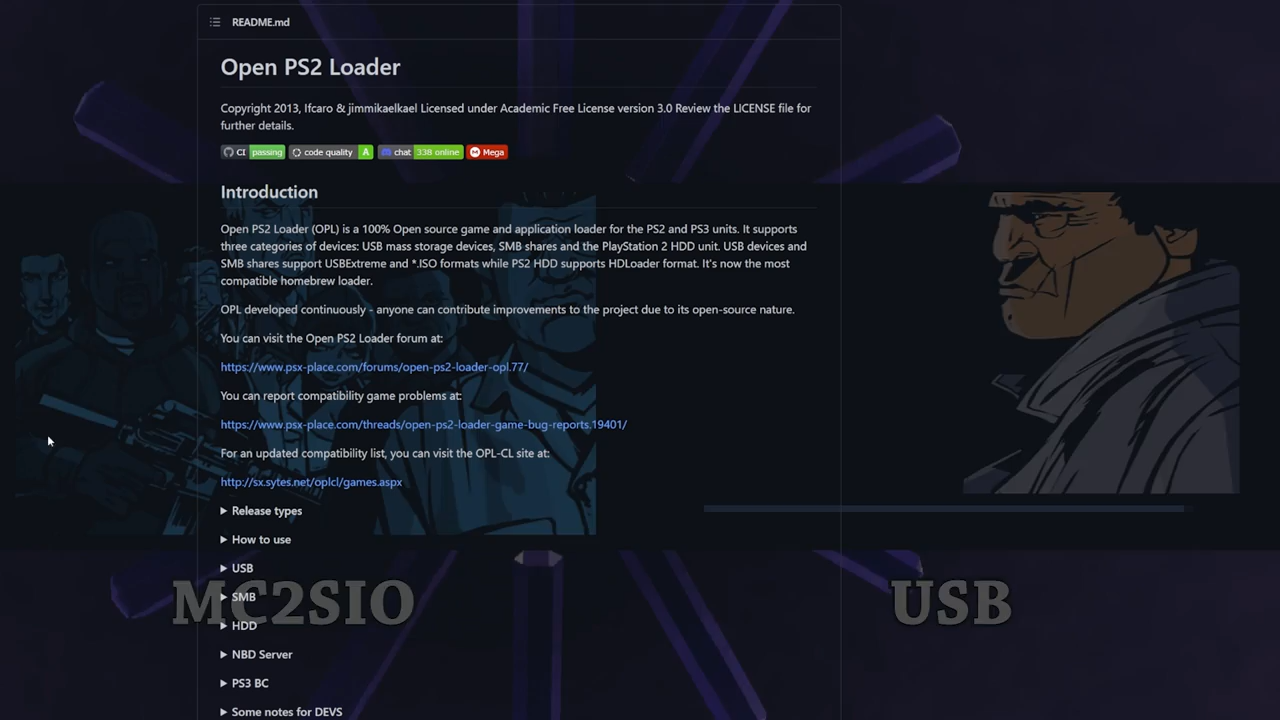 README.md
Open PS2 Loader
Copyright 2013, Ifcaro & jimmikaelkael Licensed under Academic Free License version 3.0 Review the LICENSE file for
further details.
CI passing code quality A chat 338 online Mega
Introduction
Open PS2 Loader (OPL) is a 100% Open source game and application loader for the PS2 and PS3 units. It supports
three categories of devices: USB mass storage devices, SMB shares and the PlayStation 2 HDD unit. USB devices and
SMB shares support USBExtreme and *.ISO formats while PS2 HDD supports HDLoader format. It's now the most
compatible homebrew loader.
OPL developed continuously - anyone can contribute improvements to the project due to its open-source nature.
You can visit the Open PS2 Loader forum at:
https://www.psx-place.com/forums/open-ps2-loader-opl.77/
You can report compatibility game problems at:
https://www.psx-place.com/threads/open-ps2-loader-game-bug-reports.19401/
For an updated compatibility list, you can visit the OPL-CL site at:
http://sx.sytes.net/oplcl/games.aspx
Release types
How to use
USB
SMB
HDD
NBD Server
PS3 BC
Some notes for DEVS
MC2SIO
USB